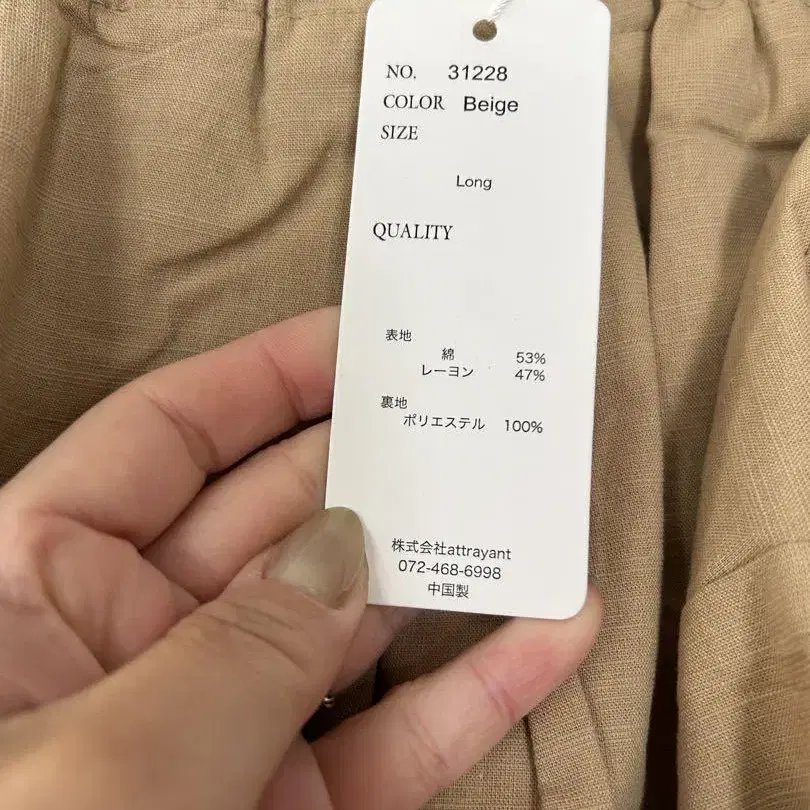 NO. 31228
COLOR Beige
SIZE
Long
QUALITY
表地
綿 53%
レーヨン 47%
裏地
ポリエステル 100%
株式会社attrayant
072-468-6998
中国製